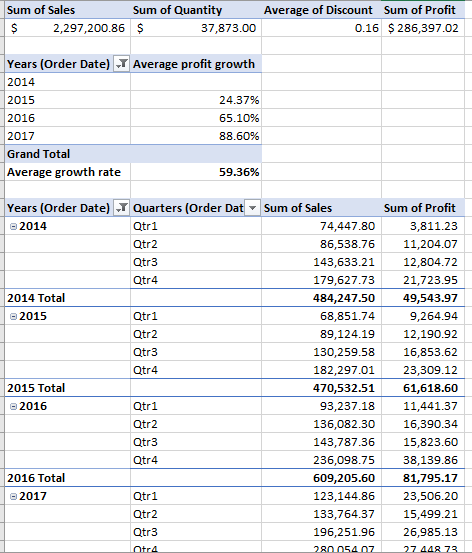 Sum of Sales Sum of Quantity Average of Discount Sum of Profit
$ 2,297,200.86 $ 37,873.00 0.16 $ 286,397.02
Years (Order Date) Average profit growth
2014
2015 24.37%
2016 65.10%
2017 88.60%
Grand Total
Average growth rate 59.36%
Years (Order Date) Quarters (Order Dat Sum of Sales Sum of Profit
2014 Qtr1 74,447.80 3,811.23
Qtr2 86,538.76 11,204.07
Qtr3 143,633.21 12,804.72
Qtr4 179,627.73 21,723.95
2014 Total 484,247.50 49,543.97
2015 Qtr1 68,851.74 9,264.94
Qtr2 89,124.19 12,190.92
Qtr3 130,259.58 16,853.62
Qtr4 182,297.01 23,309.12
2015 Total 470,532.51 61,618.60
2016 Qtr1 93,237.18 11,441.37
Qtr2 136,082.30 16,390.34
Qtr3 143,787.36 15,823.60
Qtr4 236,098.75 38,139.86
2016 Total 609,205.60 81,795.17
2017 Qtr1 123,144.86 23,506.20
Qtr2 133,764.37 15,499.21
Qtr3 196,251.96 26,985.13
Qtr4 280,054.07 27,448.73